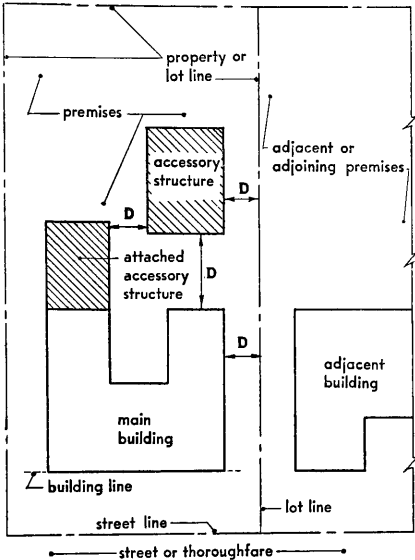 property or
lot line
premises
adjacent or
adjoining premises
accessory
structure
D
D
attached
accessory
structure
D
D
adjacent
building
main
building
building line
lot line
street line
street or thoroughfare